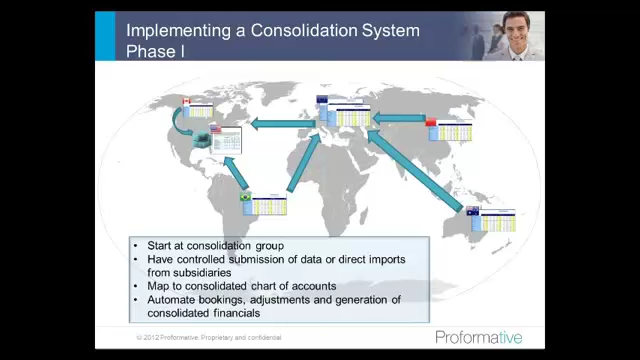 Implementing a Consolidation System
Phase I
• Start at consolidation group
• Have controlled submission of data or direct imports
from subsidiaries
• Map to consolidated chart of accounts
• Automate bookings, adjustments and generation of
consolidated financials
© 2012 Proformative. Proprietary and confidential
Proformative